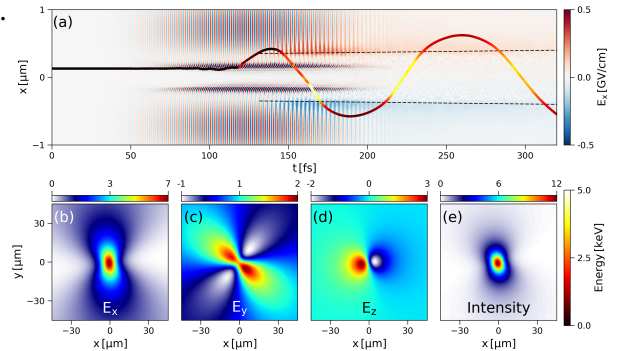 (a)
1
0
−1
x [μm]
0
50
100
150
200
250
300
t [fs]
0.5
0.0
-0.5
E_x [GV/cm]
0
3
7
-1
1
2
-2
0
3
0
6
12
(b)
(c)
(d)
(e)
30
0
−30
y [μm]
E_x
E_y
E_z
Intensity
−30
0
30
−30
0
30
−30
0
30
−30
0
30
x [μm]
x [μm]
x [μm]
x [μm]
5.0
2.5
0.0
Energy [keV]